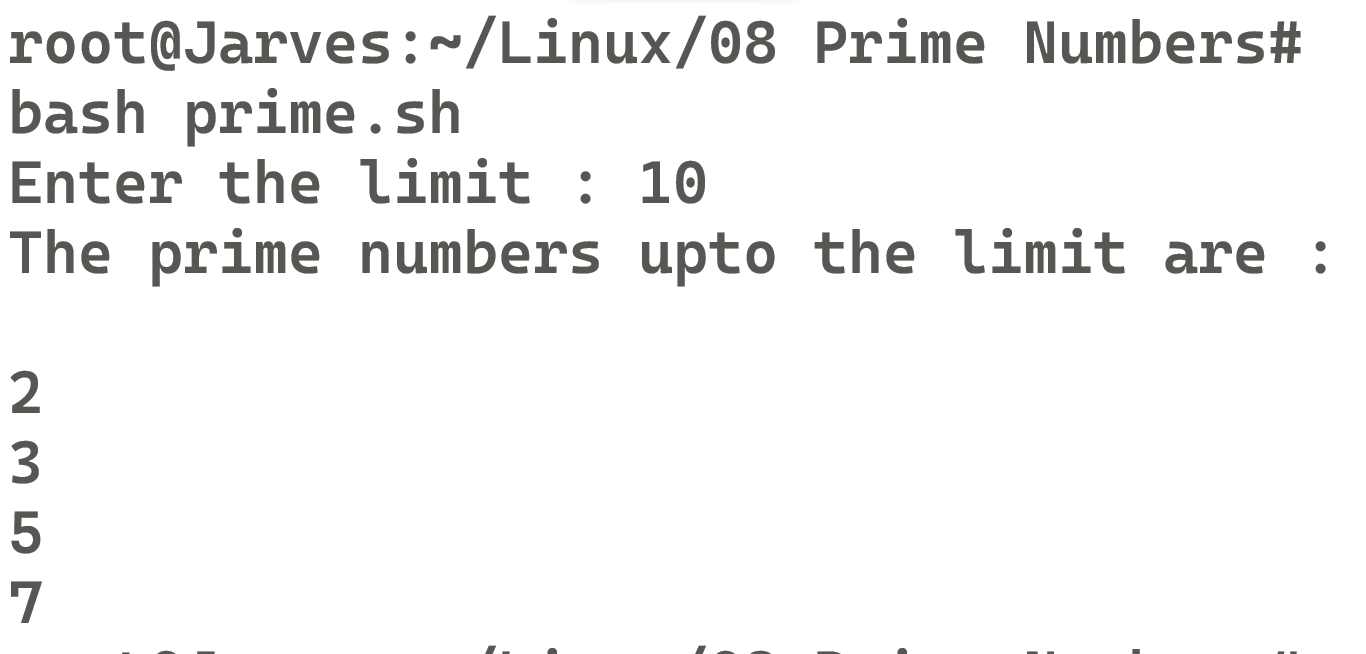 root@Jarves:~/Linux/08 Prime Numbers#
bash prime.sh
Enter the limit : 10
The prime numbers upto the limit are :
2
3
5
7